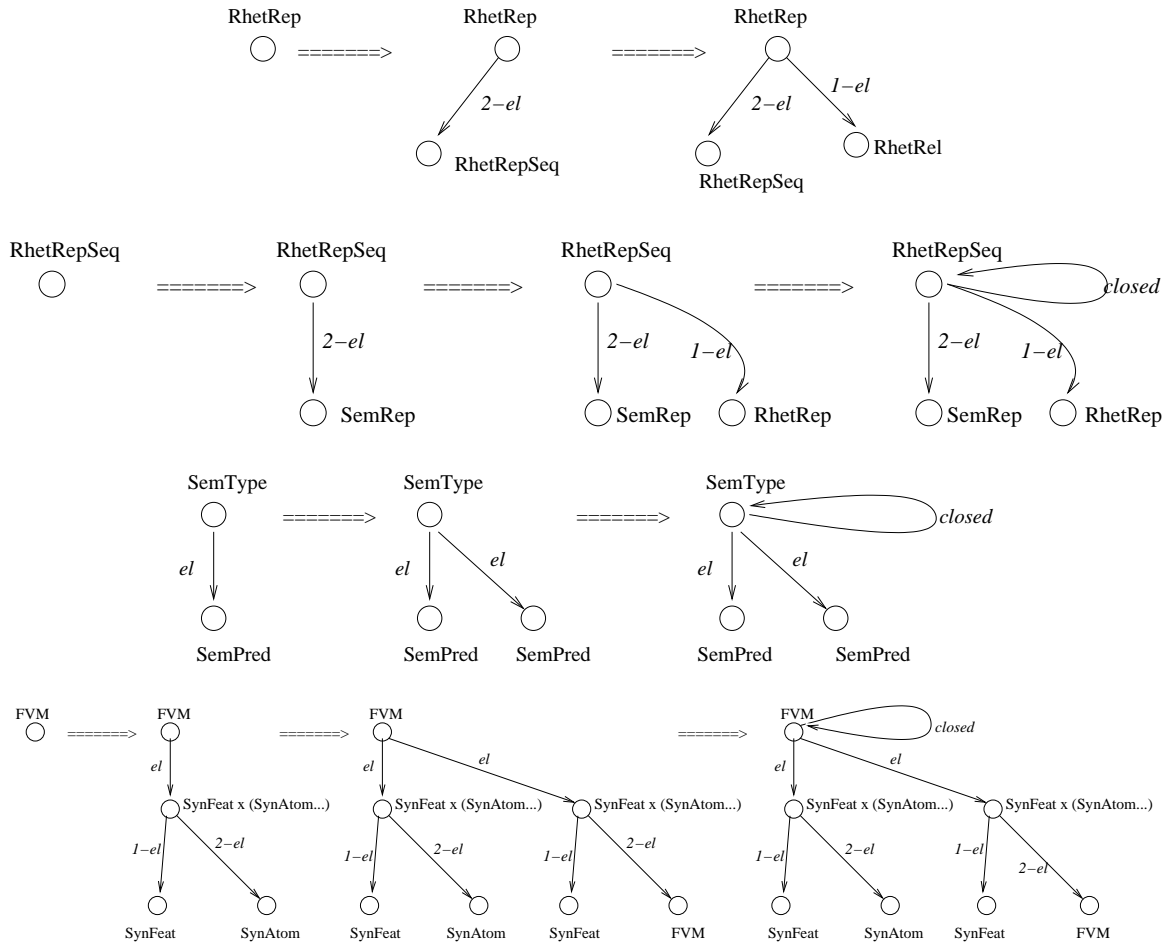 RhetRep RhetRep RhetRep
=======> =======>
2−el 2−el 1−el
RhetRepSeq RhetRepSeq RhetRel
RhetRepSeq RhetRepSeq RhetRepSeq RhetRepSeq
=======> =======> =======> closed
2−el 2−el 1−el 2−el 1−el
SemRep SemRep RhetRep SemRep RhetRep
SemType SemType SemType
=======> =======> closed
el el el el el
SemPred SemPred SemPred SemPred SemPred
FVM FVM FVM FVM
=======> =======> =======> closed
el el el el el
SynFeat x (SynAtom...) SynFeat x (SynAtom...) SynFeat x (SynAtom...) SynFeat x (SynAtom...) SynFeat x (SynAtom...)
1−el 2−el 1−el 2−el 1−el 2−el 1−el 2−el 1−el 2−el
SynFeat SynAtom SynFeat SynAtom SynFeat FVM SynFeat SynAtom SynFeat FVM